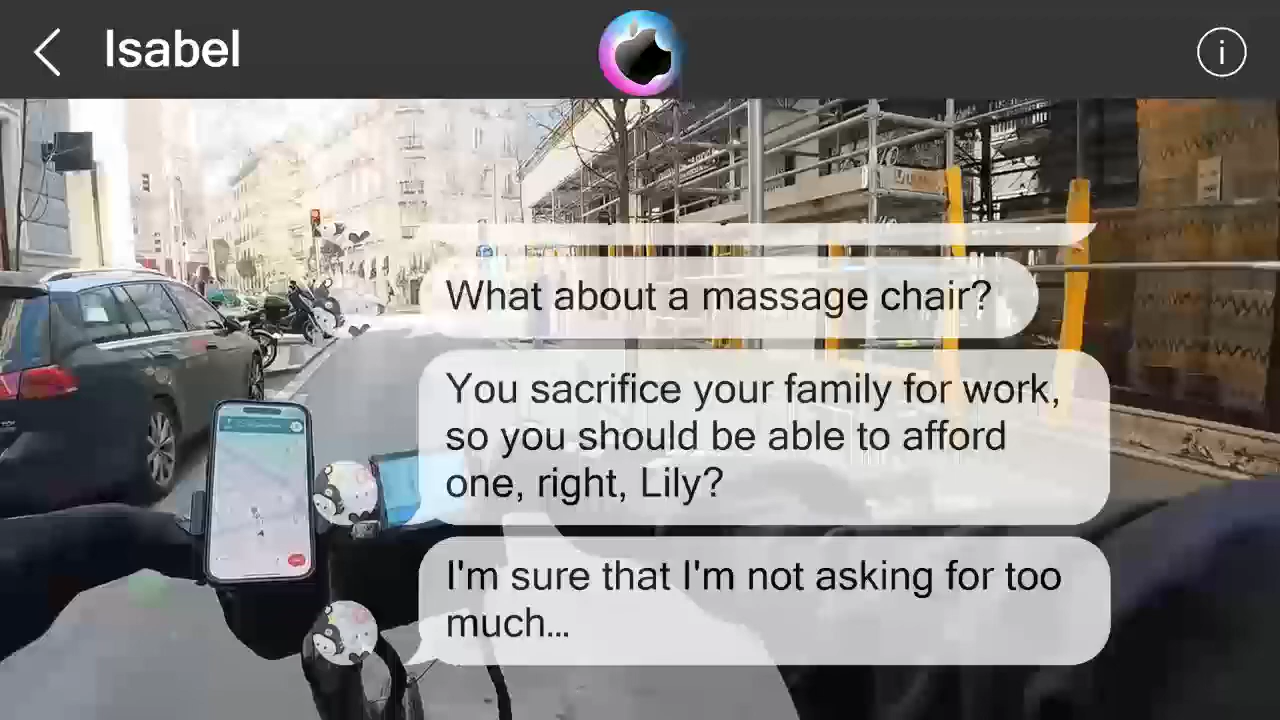 Isabel
What about a massage chair?
You sacrifice your family for work,
so you should be able to afford
one, right, Lily?
I'm sure that I'm not asking for too
much...